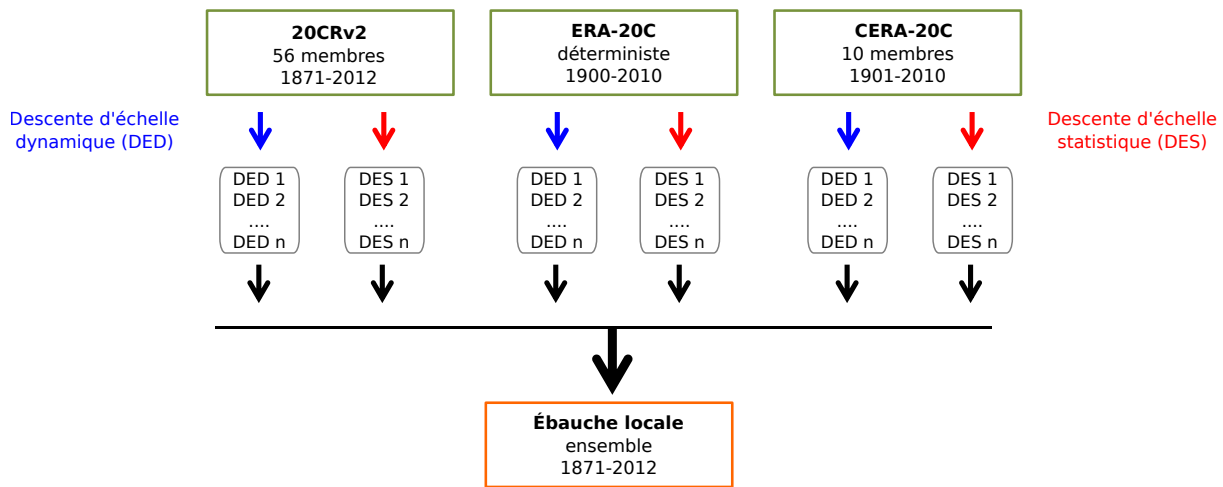 20CRv2
56 membres
1871-2012
ERA-20C
déterministe
1900-2010
CERA-20C
10 membres
1901-2010
Descente d'échelle
dynamique (DED)
Descente d'échelle
statistique (DES)
DED 1
DED 2
....
DED n
DES 1
DES 2
....
DES n
DED 1
DED 2
....
DED n
DES 1
DES 2
....
DES n
DED 1
DED 2
....
DED n
DES 1
DES 2
....
DES n
Ébauche locale
ensemble
1871-2012